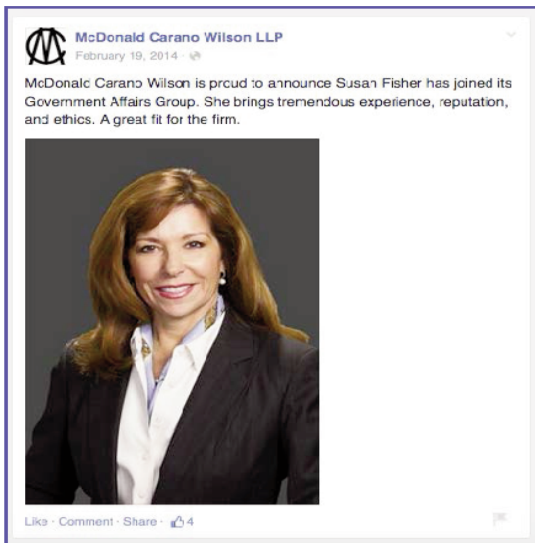 McDonald Carano Wilson LLP
February 19, 2014 ·
McDonald Carano Wilson is proud to announce Susan Fisher has joined its
Government Affairs Group. She brings tremendous experience, reputation,
and ethics. A great fit for the firm.
Like · Comment · Share · 4